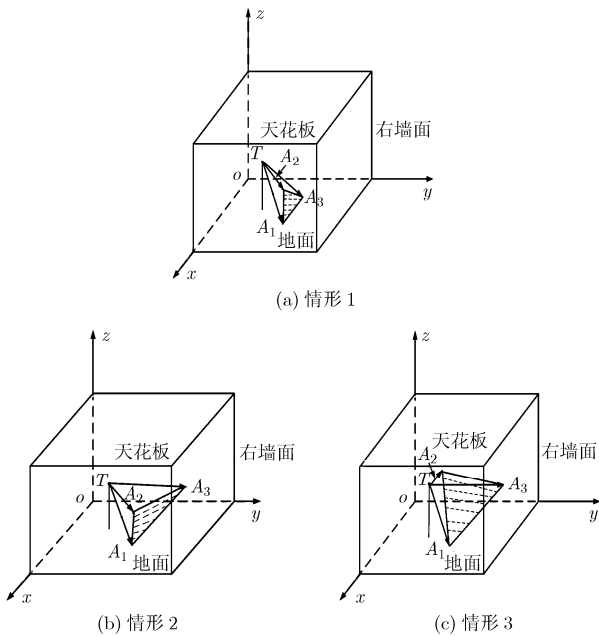 z
天花板
右墙面
T
A2
o
A3
y
A1
地面
x
(a) 情形 1
z
天花板
右墙面
T
A2
A3
o
y
A1
地面
x
(b) 情形 2
z
天花板
A2
右墙面
T
A3
o
y
A1
地面
x
(c) 情形 3